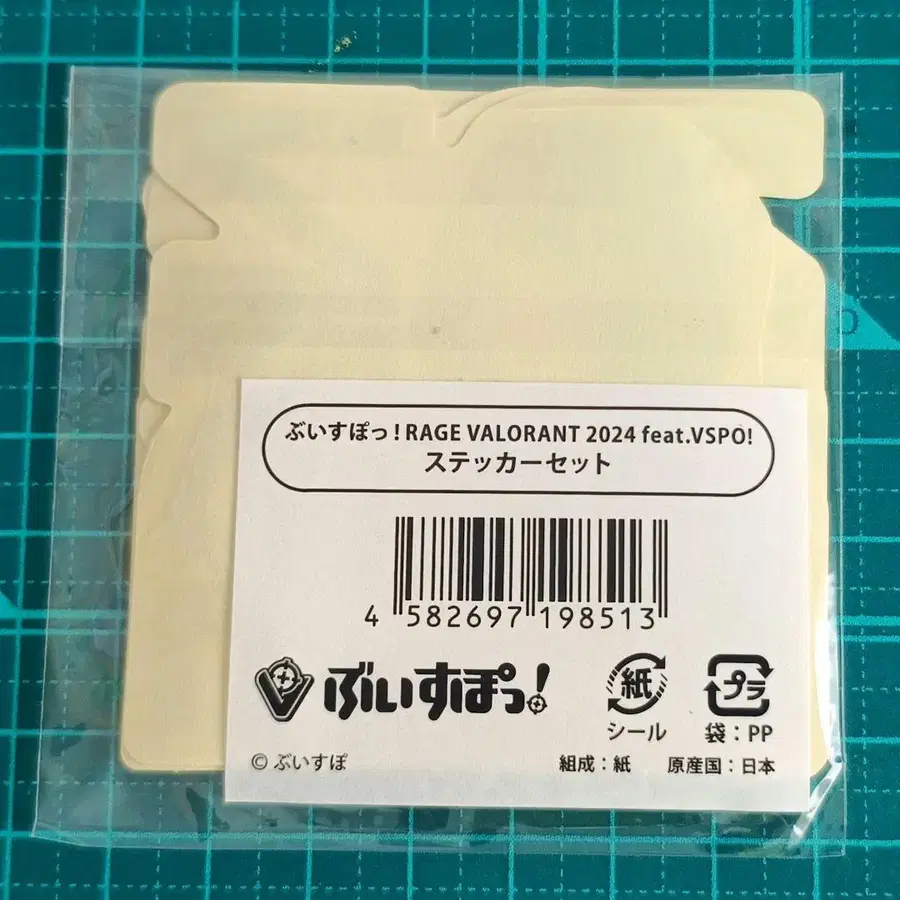 ぶいすぽっ！RAGE VALORANT 2024 feat.VSPO!
ステッカーセット
4 582697 198513
ぶいすぽっ！
紙
シール
プラ
袋：PP
© ぶいすぽ
組成：紙
原産国：日本